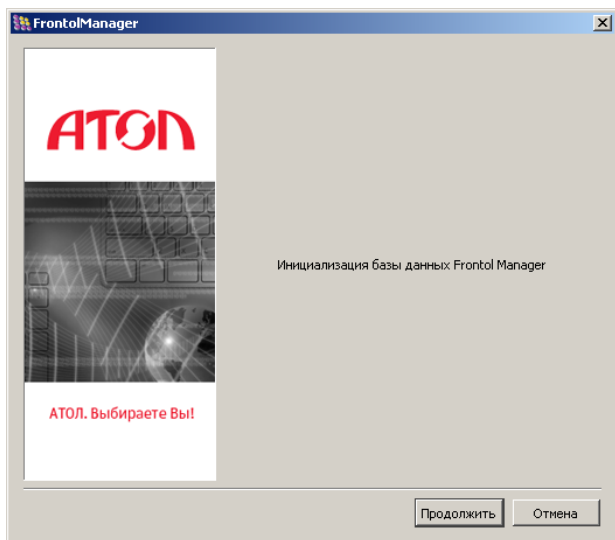 FrontolManager
АТОЛ
Инициализация базы данных Frontol Manager
АТОЛ. Выбираете Вы!
Продолжить
Отмена